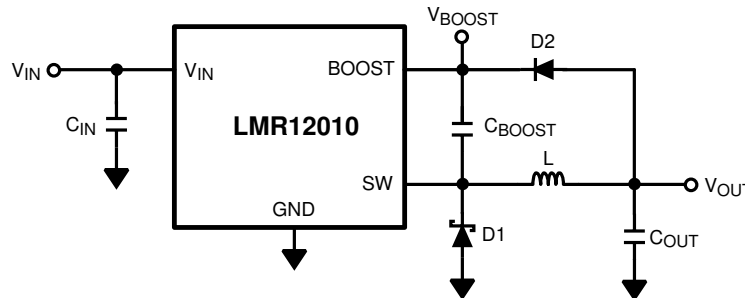 VBOOST
D2
VIN
VIN
BOOST
CIN
LMR12010
CBOOST
L
SW
VOUT
GND
D1
COUT